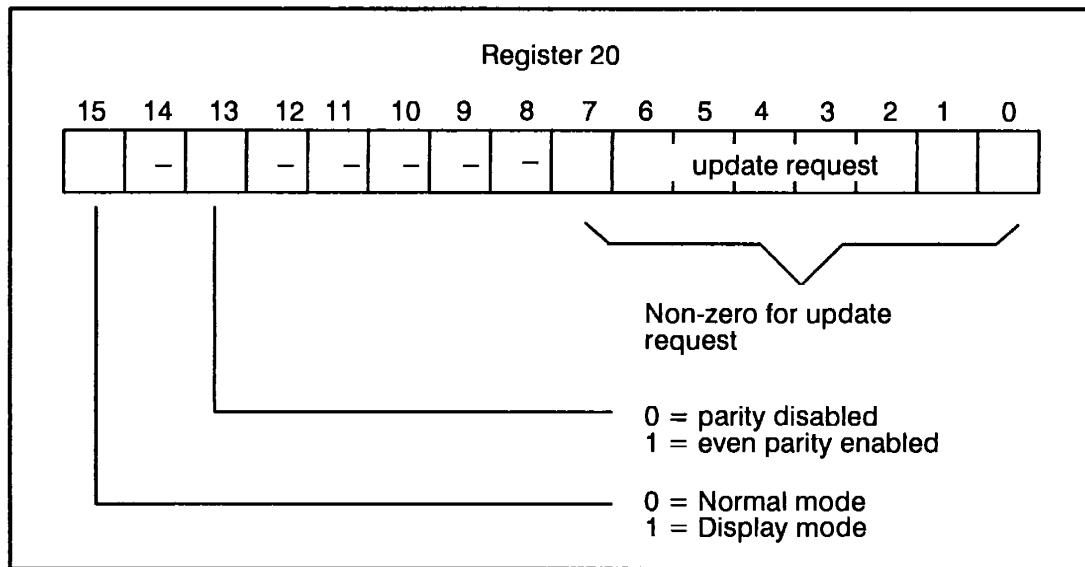 Register 20
15 14 13 12 11 10 9 8 7 6 5 4 3 2 1 0
– – – – – – update request
Non-zero for update
request
0 = parity disabled
1 = even parity enabled
0 = Normal mode
1 = Display mode